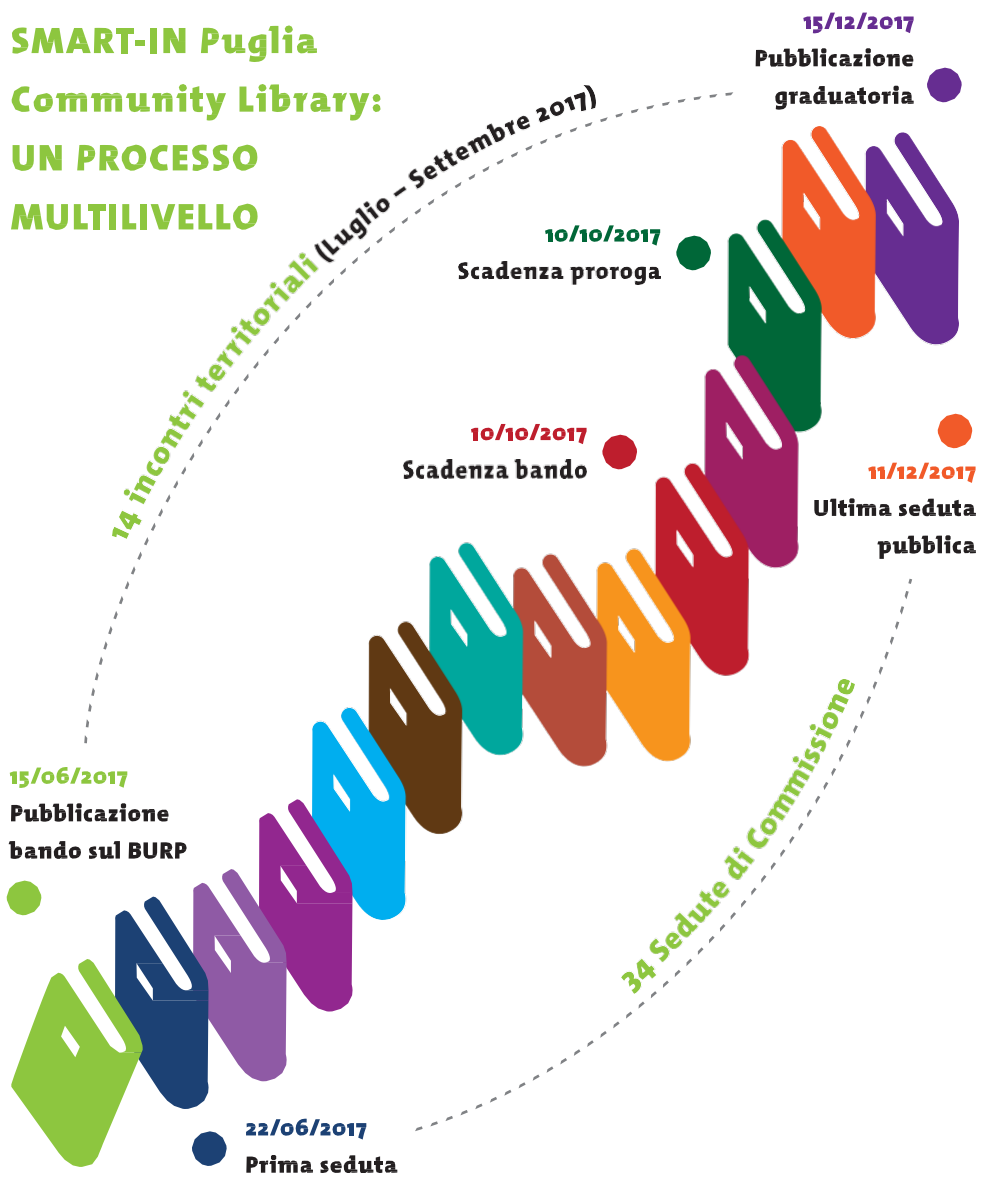 SMART-IN Puglia
Community Library:
UN PROCESSO
MULTILIVELLO
15/12/2017
Pubblicazione
graduatoria
14 incontri territoriali (Luglio – Settembre 2017)
10/10/2017
Scadenza proroga
10/10/2017
Scadenza bando
11/12/2017
Ultima seduta
pubblica
34 Sedute di Commissione
15/06/2017
Pubblicazione
bando sul BURP
22/06/2017
Prima seduta